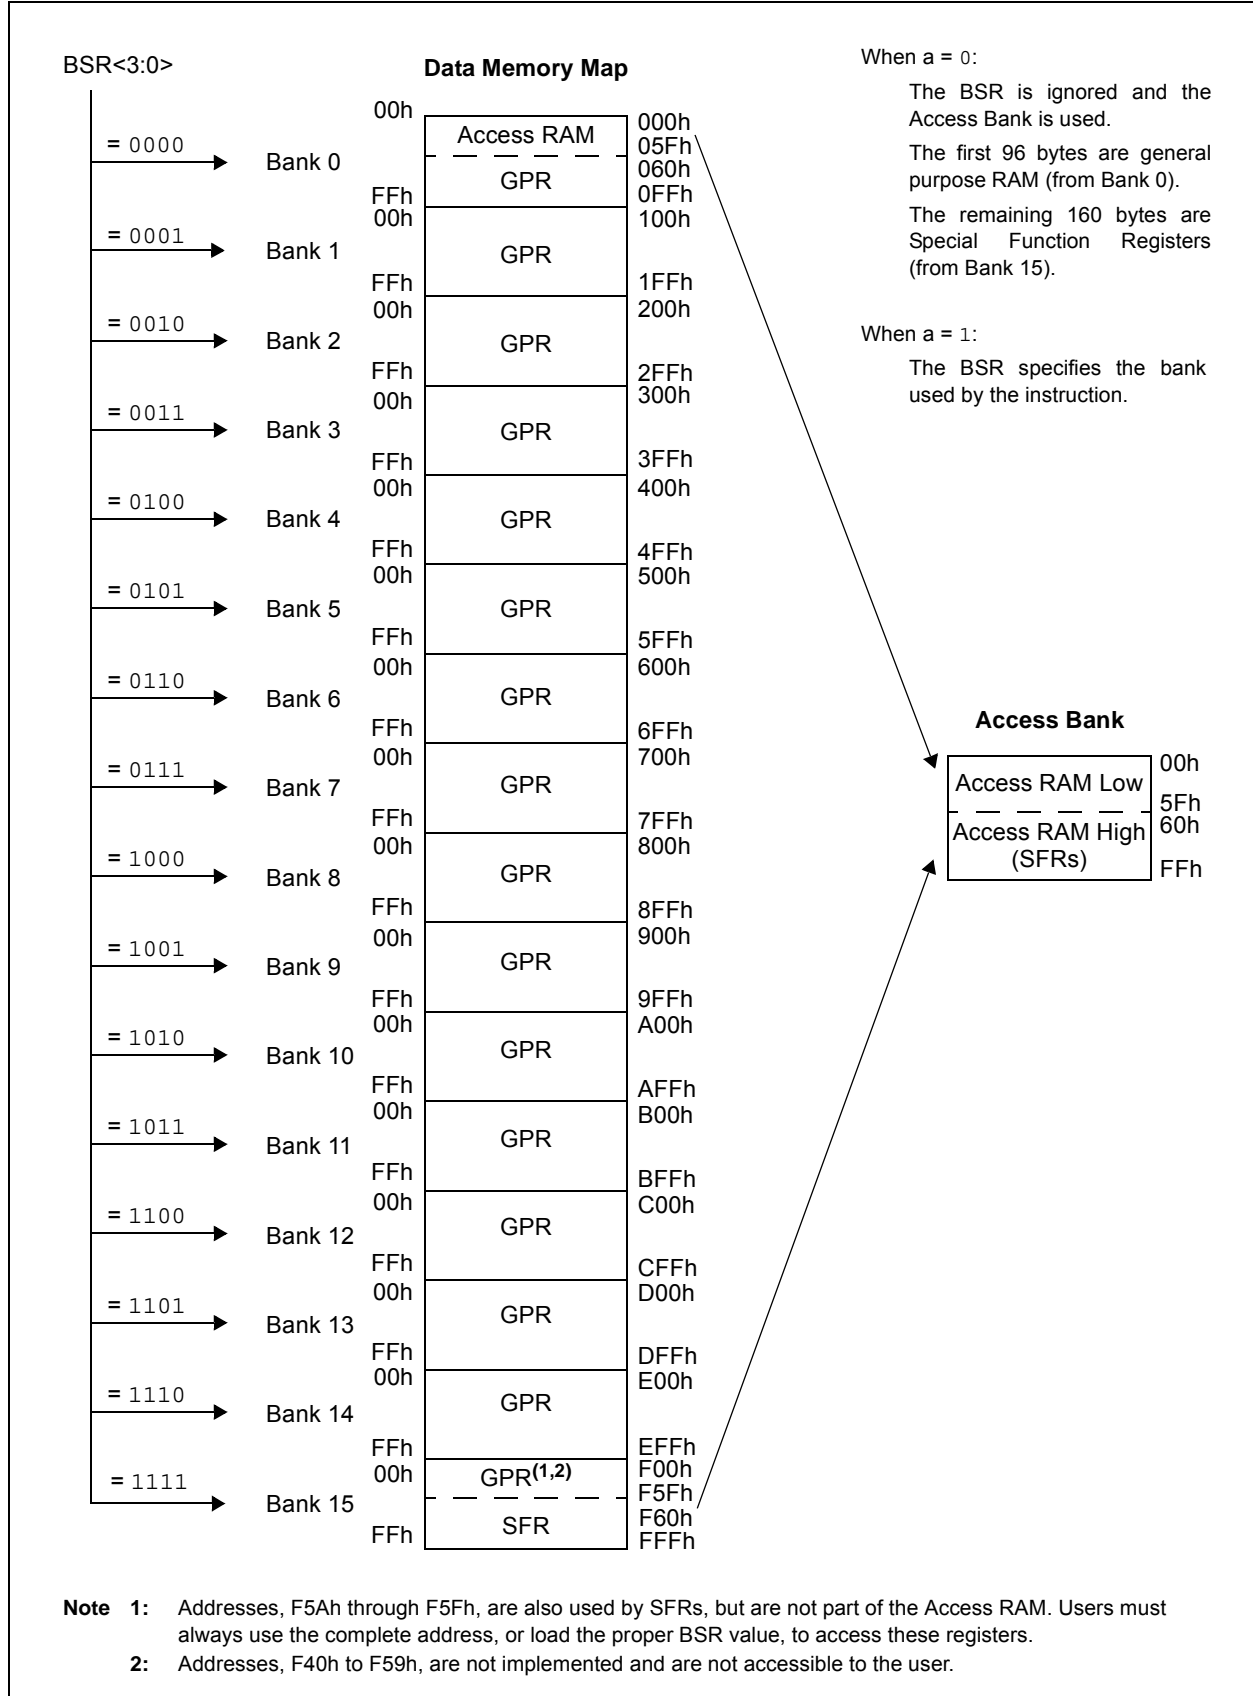 BSR<3:0>
Data Memory Map
When a = 0:
The BSR is ignored and the
Access Bank is used.
The first 96 bytes are general
purpose RAM (from Bank 0).
The remaining 160 bytes are
Special Function Registers
(from Bank 15).
When a = 1:
The BSR specifies the bank
used by the instruction.
= 0000
Bank 0
00h
FFh
Access RAM
GPR
000h
05Fh
060h
0FFh
= 0001
Bank 1
00h
FFh
GPR
100h
1FFh
= 0010
Bank 2
00h
FFh
GPR
200h
2FFh
= 0011
Bank 3
00h
FFh
GPR
300h
3FFh
= 0100
Bank 4
00h
FFh
GPR
400h
4FFh
= 0101
Bank 5
00h
FFh
GPR
500h
5FFh
= 0110
Bank 6
00h
FFh
GPR
600h
6FFh
= 0111
Bank 7
00h
FFh
GPR
700h
7FFh
= 1000
Bank 8
00h
FFh
GPR
800h
8FFh
= 1001
Bank 9
00h
FFh
GPR
900h
9FFh
= 1010
Bank 10
00h
FFh
GPR
A00h
AFFh
= 1011
Bank 11
00h
FFh
GPR
B00h
BFFh
= 1100
Bank 12
00h
FFh
GPR
C00h
CFFh
= 1101
Bank 13
00h
FFh
GPR
D00h
DFFh
= 1110
Bank 14
00h
FFh
GPR
E00h
EFFh
= 1111
Bank 15
00h
FFh
GPR(1,2)
SFR
F00h
F5Fh
F60h
FFFh
Access Bank
Access RAM Low
Access RAM High
(SFRs)
00h
5Fh
60h
FFh
Note 1: Addresses, F5Ah through F5Fh, are also used by SFRs, but are not part of the Access RAM. Users must
always use the complete address, or load the proper BSR value, to access these registers.
2: Addresses, F40h to F59h, are not implemented and are not accessible to the user.